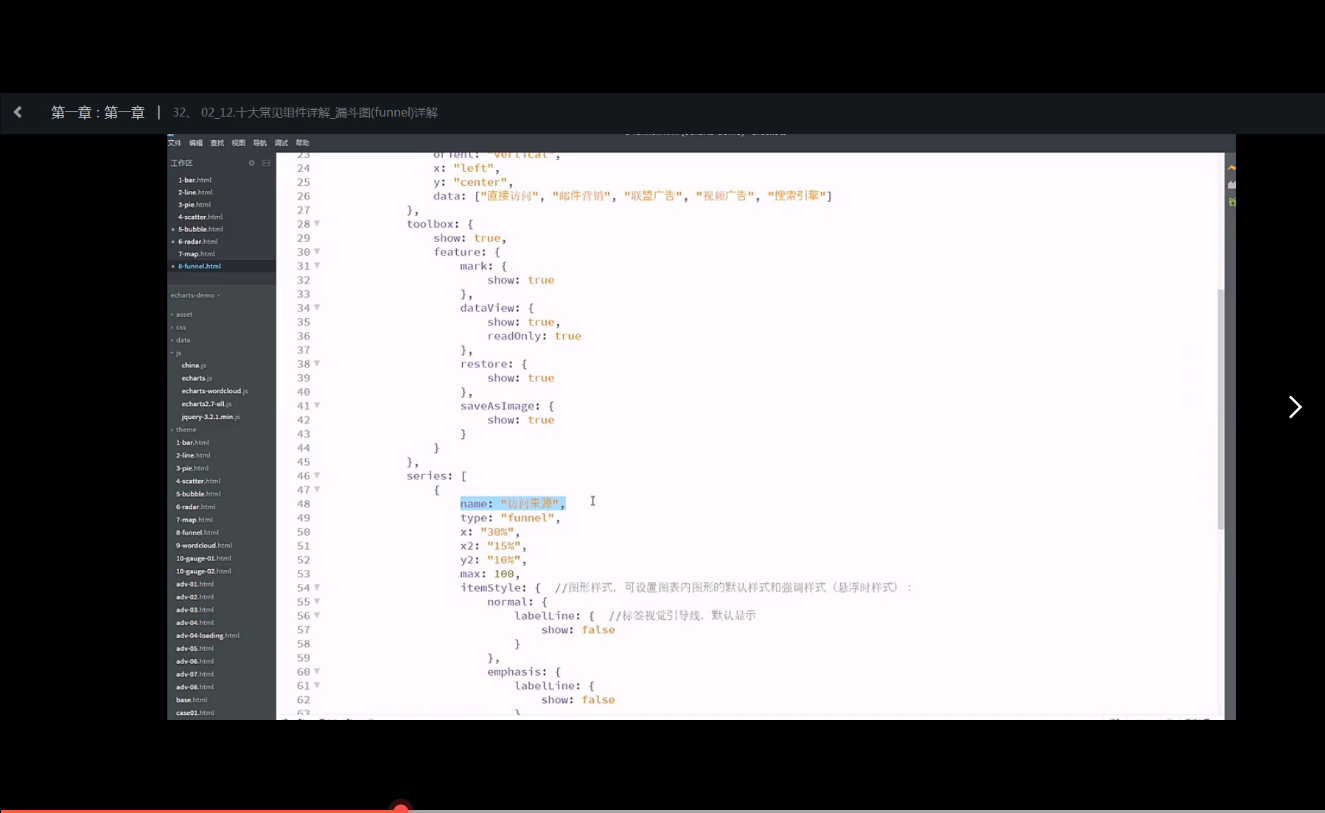 第一章 : 第一章 | 32、 02_12.十大常见组件详解_漏斗图(funnel)详解
文件 编辑 查找 视图 导航 调试 帮助
工作区
1-bar.html
2-line.html
3-pie.html
4-scatter.html
5-bubble.html
6-radar.html
7-map.html
8-funnel.html
echarts-demo
asset
css
data
js
china.js
echarts.js
echarts-wordcloud.js
echarts2.7-all.js
jquery-3.2.1.min.js
theme
1-bar.html
2-line.html
3-pie.html
4-scatter.html
5-bubble.html
6-radar.html
7-map.html
8-funnel.html
9-wordcloud.html
10-gauge-01.html
10-gauge-02.html
adv-01.html
adv-02.html
adv-03.html
adv-04.html
adv-04-loading.html
adv-05.html
adv-06.html
adv-07.html
adv-08.html
base.html
case01.html
23 orient: "vertical",
24 x: "left",
25 y: "center",
26 data: ["直接访问", "邮件营销", "联盟广告", "视频广告", "搜索引擎"]
27 },
28 toolbox: {
29 show: true,
30 feature: {
31 mark: {
32 show: true
33 },
34 dataView: {
35 show: true,
36 readOnly: true
37 },
38 restore: {
39 show: true
40 },
41 saveAsImage: {
42 show: true
43 }
44 }
45 },
46 series: [
47 {
48 name: "访问来源",
49 type: "funnel",
50 x: "30%",
51 x2: "15%",
52 y2: "10%",
53 max: 100,
54 itemStyle: { //图形样式，可设置图表内图形的默认样式和强调样式（悬浮时样式）：
55 normal: {
56 labelLine: { //标签视觉引导线，默认显示
57 show: false
58 }
59 },
60 emphasis: {
61 labelLine: {
62 show: false
63 }